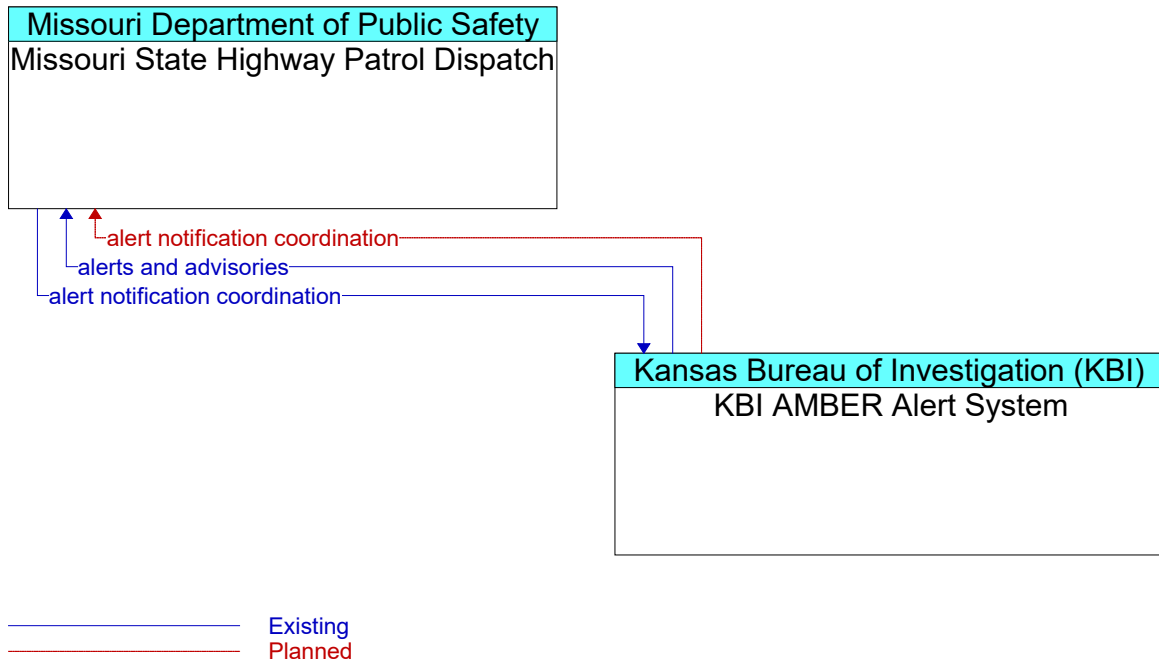 Missouri Department of Public Safety
Missouri State Highway Patrol Dispatch
alert notification coordination
alerts and advisories
alert notification coordination
Kansas Bureau of Investigation (KBI)
KBI AMBER Alert System
Existing
Planned